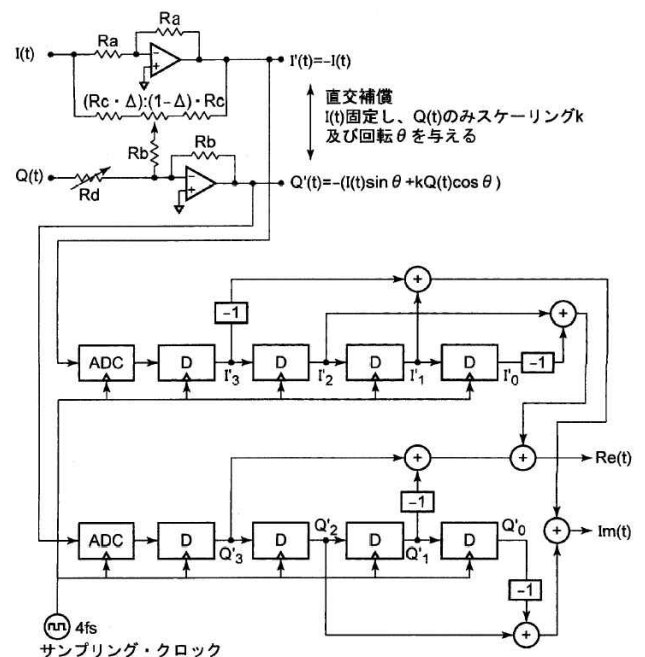 Ra
Ra
I(t)
I'(t)=−I(t)
(Rc・Δ):(1−Δ)・Rc
直交補償
I(t)固定し、Q(t)のみスケーリングk
及び回転θを与える
Rb
Rb
Q(t)
Rd
Q'(t)=−(I(t)sinθ+kQ(t)cosθ)
−1
ADC
D
I'3
D
I'2
D
I'1
D
I'0
−1
Re(t)
−1
Im(t)
ADC
D
Q'3
D
Q'2
D
Q'1
D
Q'0
−1
4fs
サンプリング・クロック